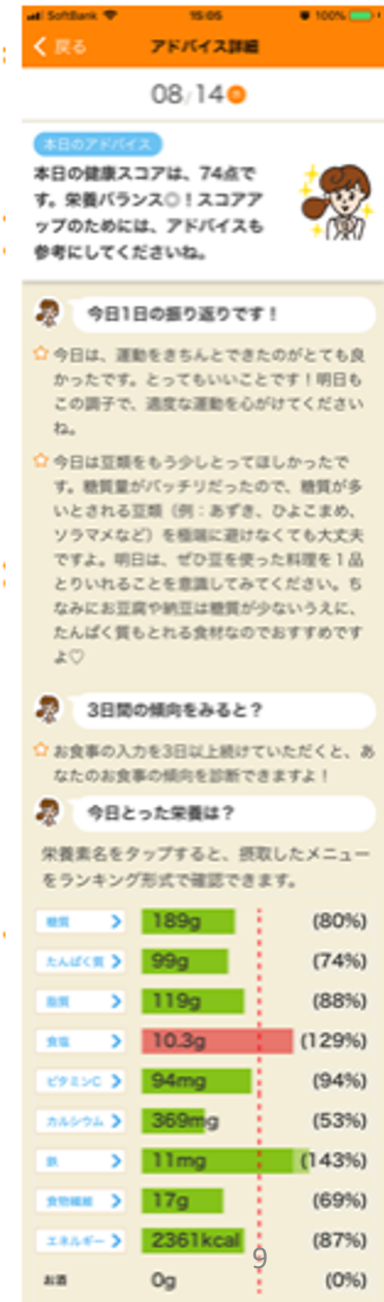 SoftBank 15:05 100%
戻る アドバイス詳細
08/14
本日のアドバイス
本日の健康スコアは、74点で
す。栄養バランス◎！スコアア
ップのためには、アドバイスも
参考にしてくださいね。
今日1日の振り返りです！
☆今日は、運動をきちんとできたのがとても良
かったです。とってもいいことです！明日も
この調子で、適度な運動を心がけてください
ね。
☆今日は豆類をもう少しとってほしかったで
す。糖質量がバッチリだったので、糖質が多
いとされる豆類（例：あずき、ひよこまめ、
ソラマメなど）を極端に避けなくても大丈夫
ですよ。明日は、ぜひ豆を使った料理を１品
とりいれることを意識してみてください。ち
なみにお豆腐や納豆は糖質が少ないうえに、
たんぱく質もとれる食材なのでおすすめです
よ♡
3日間の傾向をみると？
☆お食事の入力を3日以上続けていただくと、あ
なたのお食事の傾向を診断できますよ！
今日とった栄養は？
栄養素名をタップすると、摂取したメニュー
をランキング形式で確認できます。
糖質 189g (80%)
たんぱく質 99g (74%)
脂質 119g (88%)
食塩 10.3g (129%)
ビタミンC 94mg (94%)
カルシウム 369mg (53%)
鉄 11mg (143%)
食物繊維 17g (69%)
エネルギー 2361kcal (87%)
9
お酒 0g (0%)